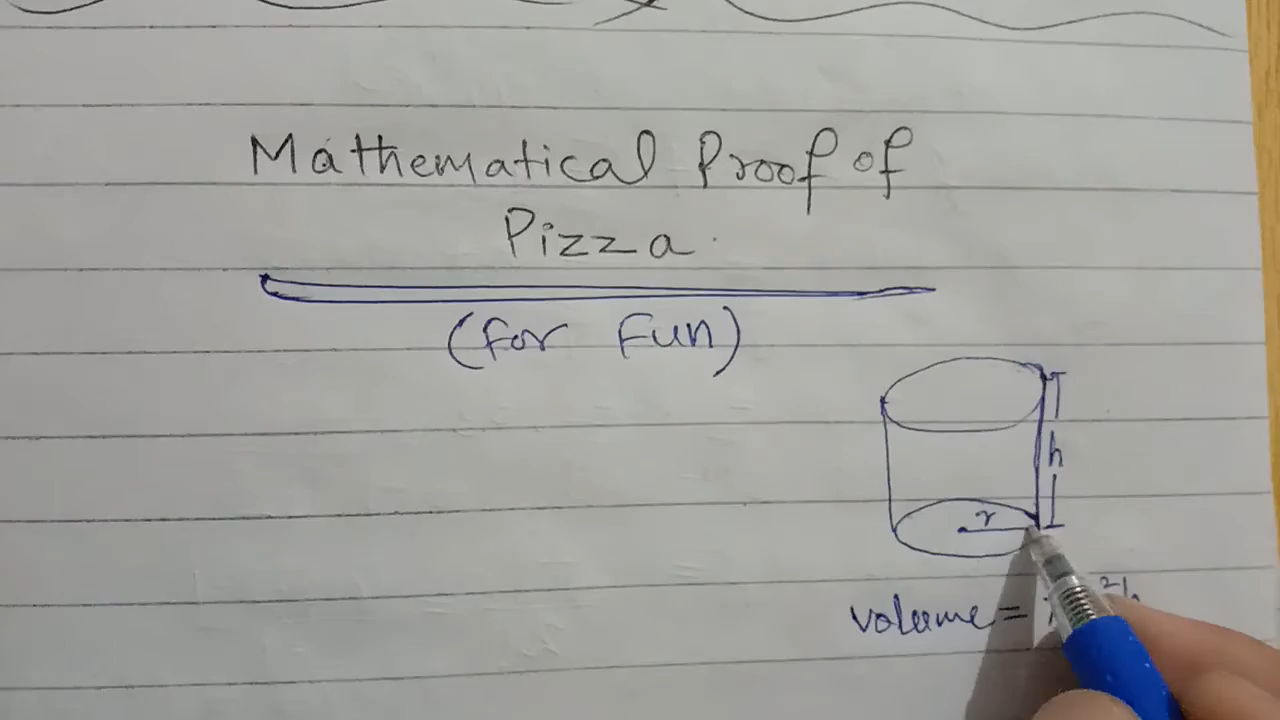 Mathematical Proof of
Pizza
(For Fun)
h
r
volume =